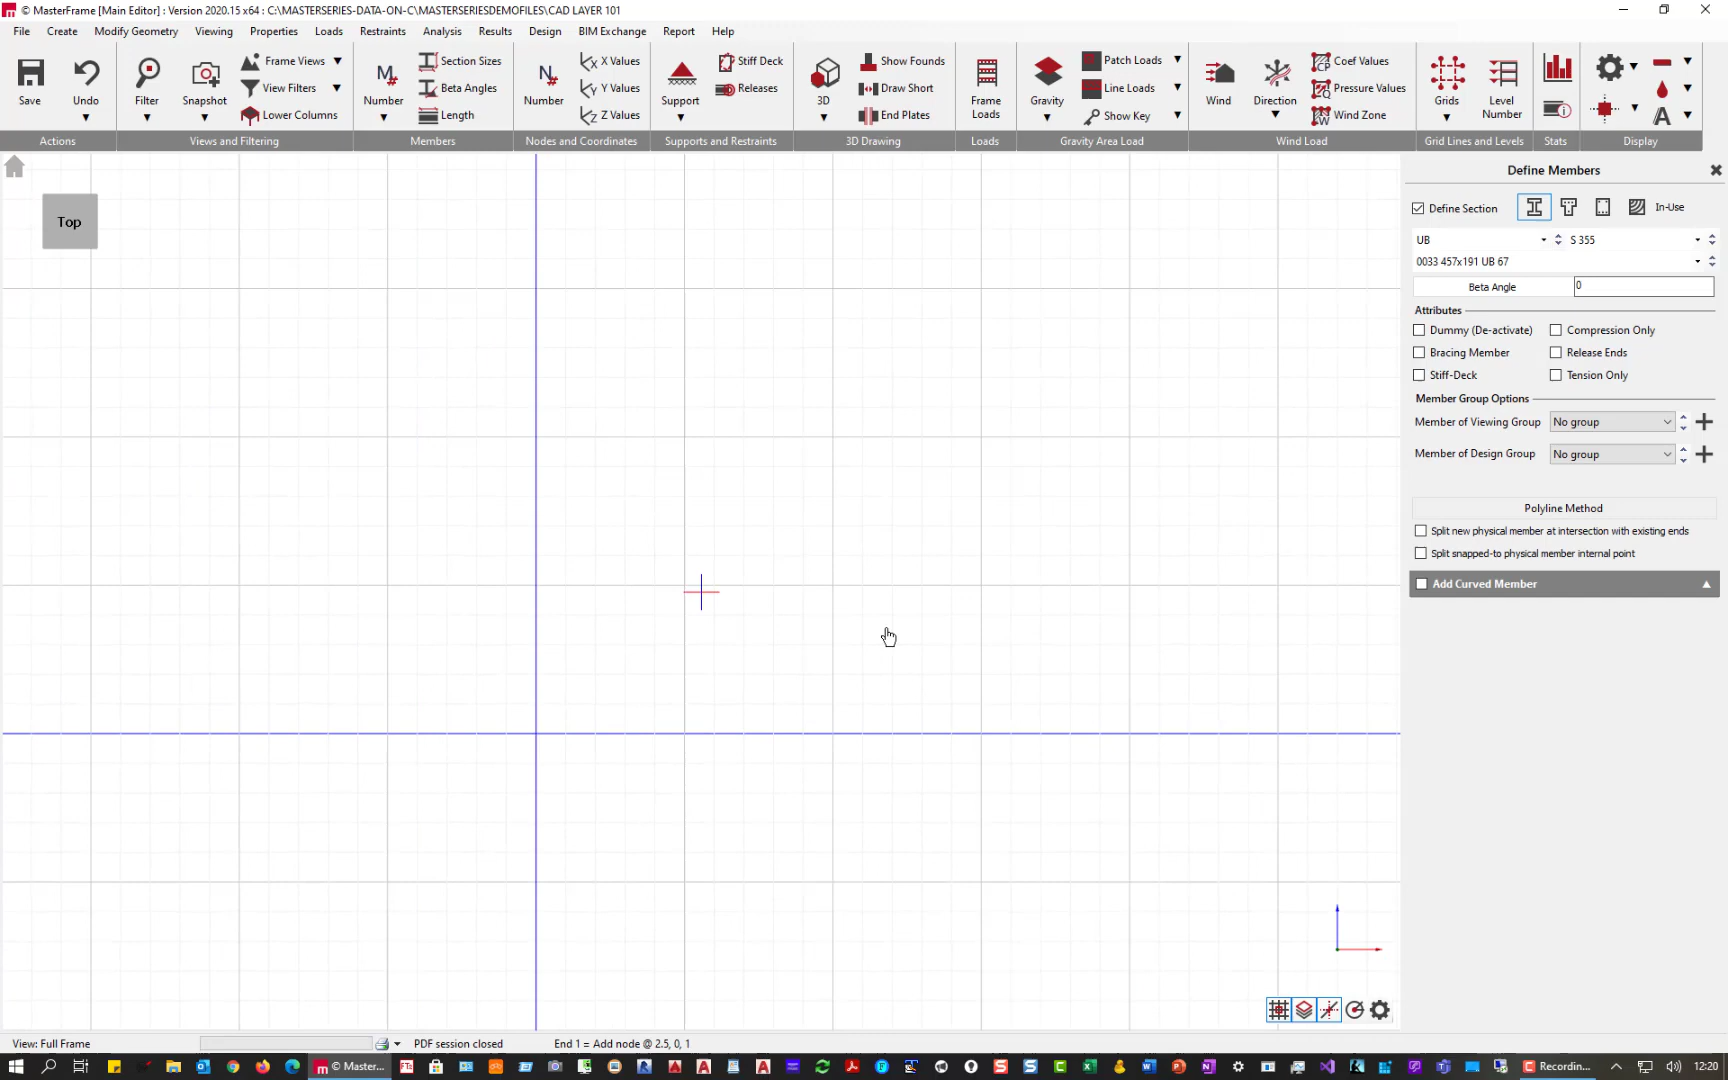 © MasterFrame [Main Editor] : Version 2020.15 x64 : C:\MASTERSERIES-DATA-ON-C\MASTERSERIESDEMOFILES\CAD LAYER 101
File Create Modify Geometry Viewing Properties Loads Restraints Analysis Results Design BIM Exchange Report Help
Frame Views Section Sizes X Values Stiff Deck Show Founds Patch Loads Coef Values
View Filters Beta Angles Y Values Releases Draw Short Line Loads Pressure Values
Save Undo Filter Snapshot Number Number Support 3D Frame Loads Gravity Wind Direction Grids Level Number
Lower Columns Length Z Values End Plates Show Key Wind Zone
Actions Views and Filtering Members Nodes and Coordinates Supports and Restraints 3D Drawing Loads Gravity Area Load Wind Load Grid Lines and Levels Stats Display
Top
Define Members
Define Section In-Use
UB S 355
0033 457x191 UB 67
Beta Angle 0
Attributes
Dummy (De-activate) Compression Only
Bracing Member Release Ends
Stiff-Deck Tension Only
Member Group Options
Member of Viewing Group No group
Member of Design Group No group
Polyline Method
Split new physical member at intersection with existing ends
Split snapped-to physical member internal point
Add Curved Member
View: Full Frame PDF session closed End 1 = Add node @ 2.5, 0, 1
© Master... Recordin... 12:20